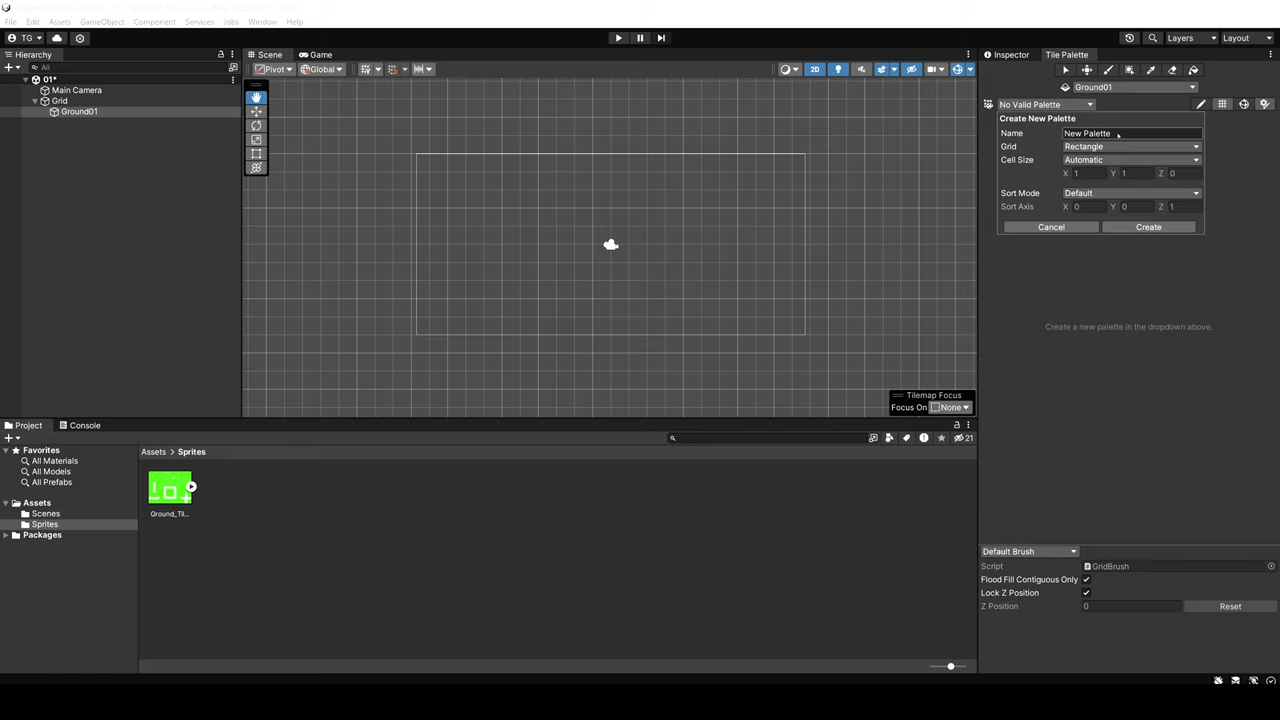 File Edit Assets GameObject Component Services Jobs Window Help
TG Layers Layout
Hierarchy Scene Game Inspector Tile Palette
All Pivot Global 2D
01*
Main Camera Ground01
Grid No Valid Palette
Ground01
Create New Palette
Name New Palette
Grid Rectangle
Cell Size Automatic
X 1 Y 1 Z 0
Sort Mode Default
Sort Axis X 0 Y 0 Z 1
Cancel Create
Create a new palette in the dropdown above.
Tilemap Focus
Focus On None
Project Console
21
Favorites Assets Sprites
All Materials
All Models
All Prefabs
Assets
Scenes Ground_Til...
Sprites
Packages
Default Brush
Script GridBrush
Flood Fill Contiguous Only
Lock Z Position
Z Position 0 Reset